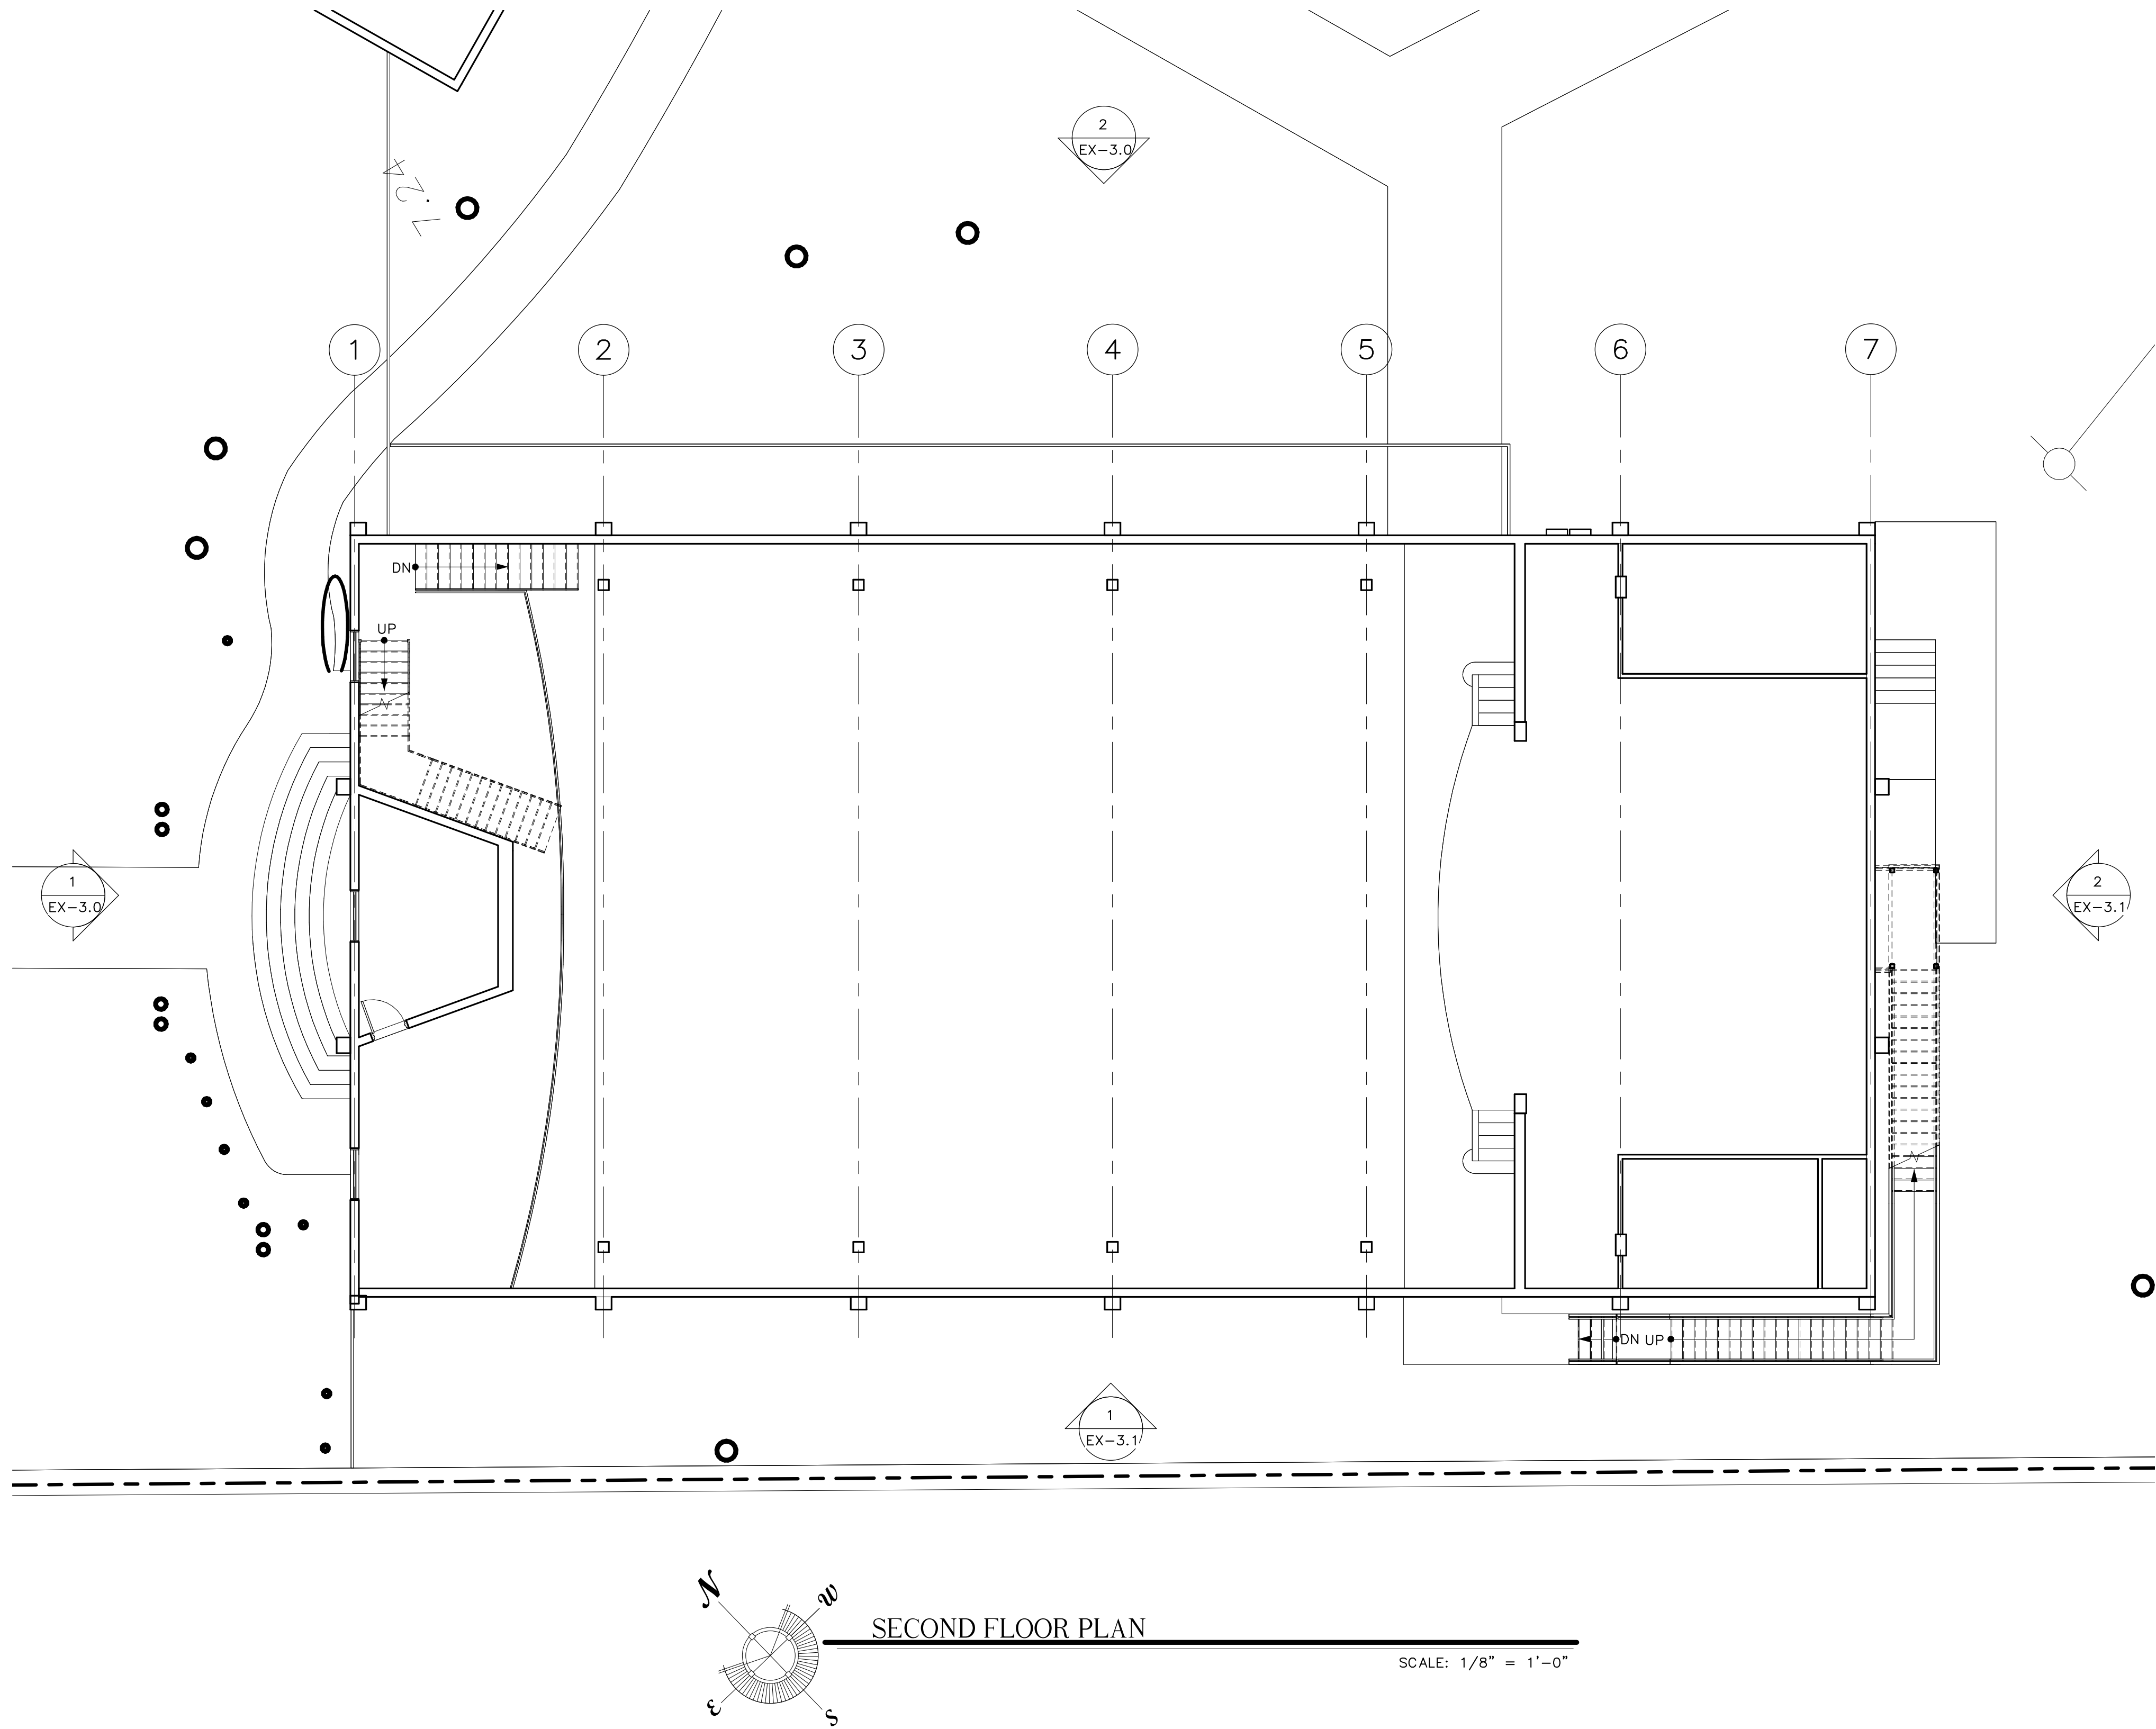 2
EX-3.0
7.24
1 2 3 4 5 6 7
DN
UP
1
EX-3.0
2
EX-3.1
DN UP
1
EX-3.1
N
W
SECOND FLOOR PLAN
SCALE: 1/8" = 1'-0"
E
S